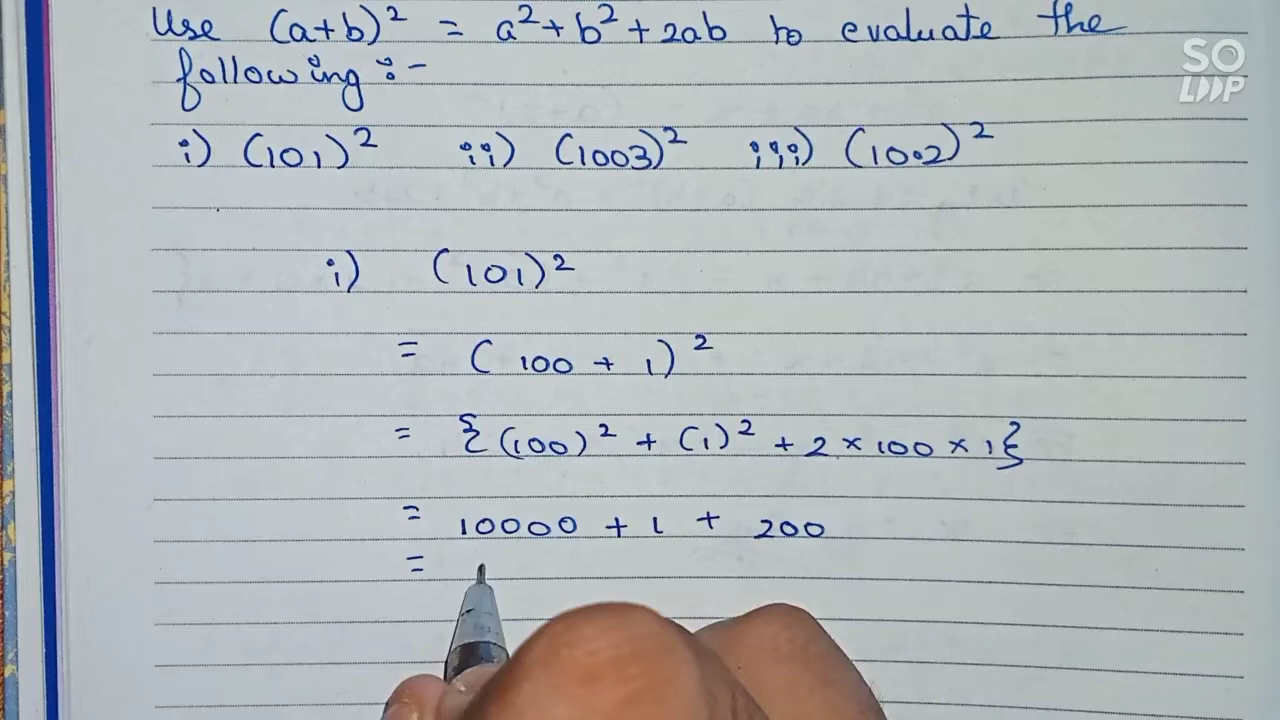 Use (a+b)² = a²+b²+2ab to evaluate the
following :-
i) (101)² ii) (1003)² iii) (10.2)²
i) (101)²
= (100 + 1)²
= {(100)² + (1)² + 2 × 100 × 1}
= 10000 + 1 + 200
=
SO
LOOP